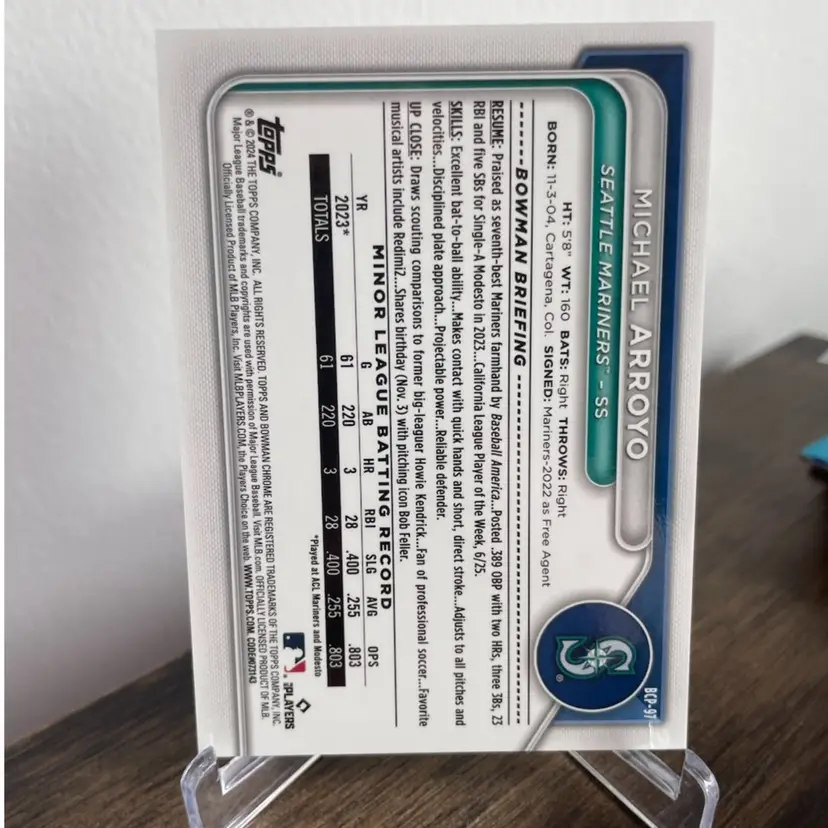 BCP-97
MICHAEL ARROYO
SEATTLE MARINERS™ – SS
HT: 5'8" WT: 160 BATS: Right THROWS: Right
BORN: 11-3-04, Cartagena, Col. SIGNED: Mariners-2022 as Free Agent
BOWMAN BRIEFING
RESUME: Praised as seventh-best Mariners farmhand by Baseball America...Posted .389 OBP with two HRs, three 3Bs, 23
RBI and five SBs for Single-A Modesto in 2023...California League Player of the Week, 6/25.
SKILLS: Excellent bat-to-ball ability...Makes contact with quick hands and short, direct stroke...Adjusts to all pitches and
velocities...Disciplined plate approach...Projectable power...Reliable defender.
UP CLOSE: Draws scouting comparisons to former big-leaguer Howie Kendrick...Fan of professional soccer...Favorite
musical artists include Redimi2...Shares birthday (Nov. 3) with pitching icon Bob Feller.
MINOR LEAGUE BATTING RECORD
YR G AB HR RBI SLG AVG OPS
2023* 61 220 3 28 .400 .255 .803
TOTALS 61 220 3 28 .400 .255 .803
*Played at ACL Mariners and Modesto
topps®
MLB PLAYERS
® & © 2024 THE TOPPS COMPANY, INC. ALL RIGHTS RESERVED. TOPPS AND BOWMAN CHROME ARE REGISTERED TRADEMARKS OF THE TOPPS COMPANY, INC.
Major League Baseball trademarks and copyrights are used with permission of Major League Baseball. Visit MLB.com. OFFICIALLY LICENSED PRODUCT OF MLB
Officially Licensed Product of MLB Players, Inc. Visit MLBPLAYERS.COM, the Players Choice on the web. WWW.TOPPS.COM. CODE#073143